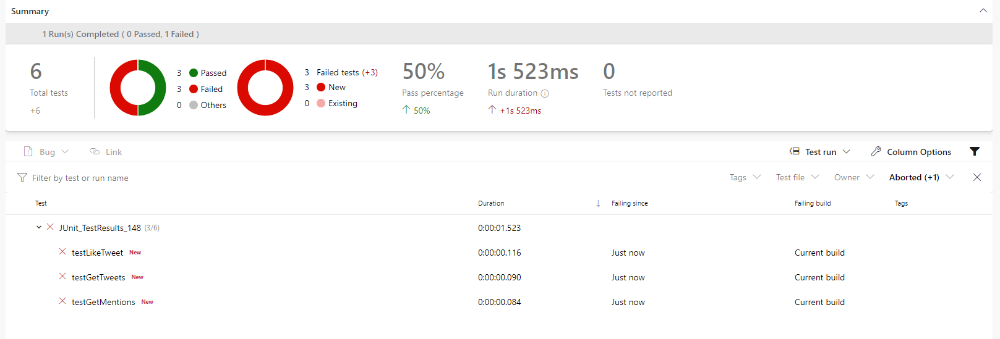 Summary
1 Run(s) Completed ( 0 Passed, 1 Failed )
6
Total tests
+6
3 Passed
3 Failed
0 Others
3 Failed tests (+3)
3 New
0 Existing
50%
Pass percentage
50%
1s 523ms
Run duration
+1s 523ms
0
Tests not reported
Bug Link Test run Column Options
Filter by test or run name Tags Test file Owner Aborted (+1)
Test Duration Failing since Failing build Tags
JUnit_TestResults_148 (3/6) 0:00:01.523
testLikeTweet New 0:00:00.116 Just now Current build
testGetTweets New 0:00:00.090 Just now Current build
testGetMentions New 0:00:00.084 Just now Current build